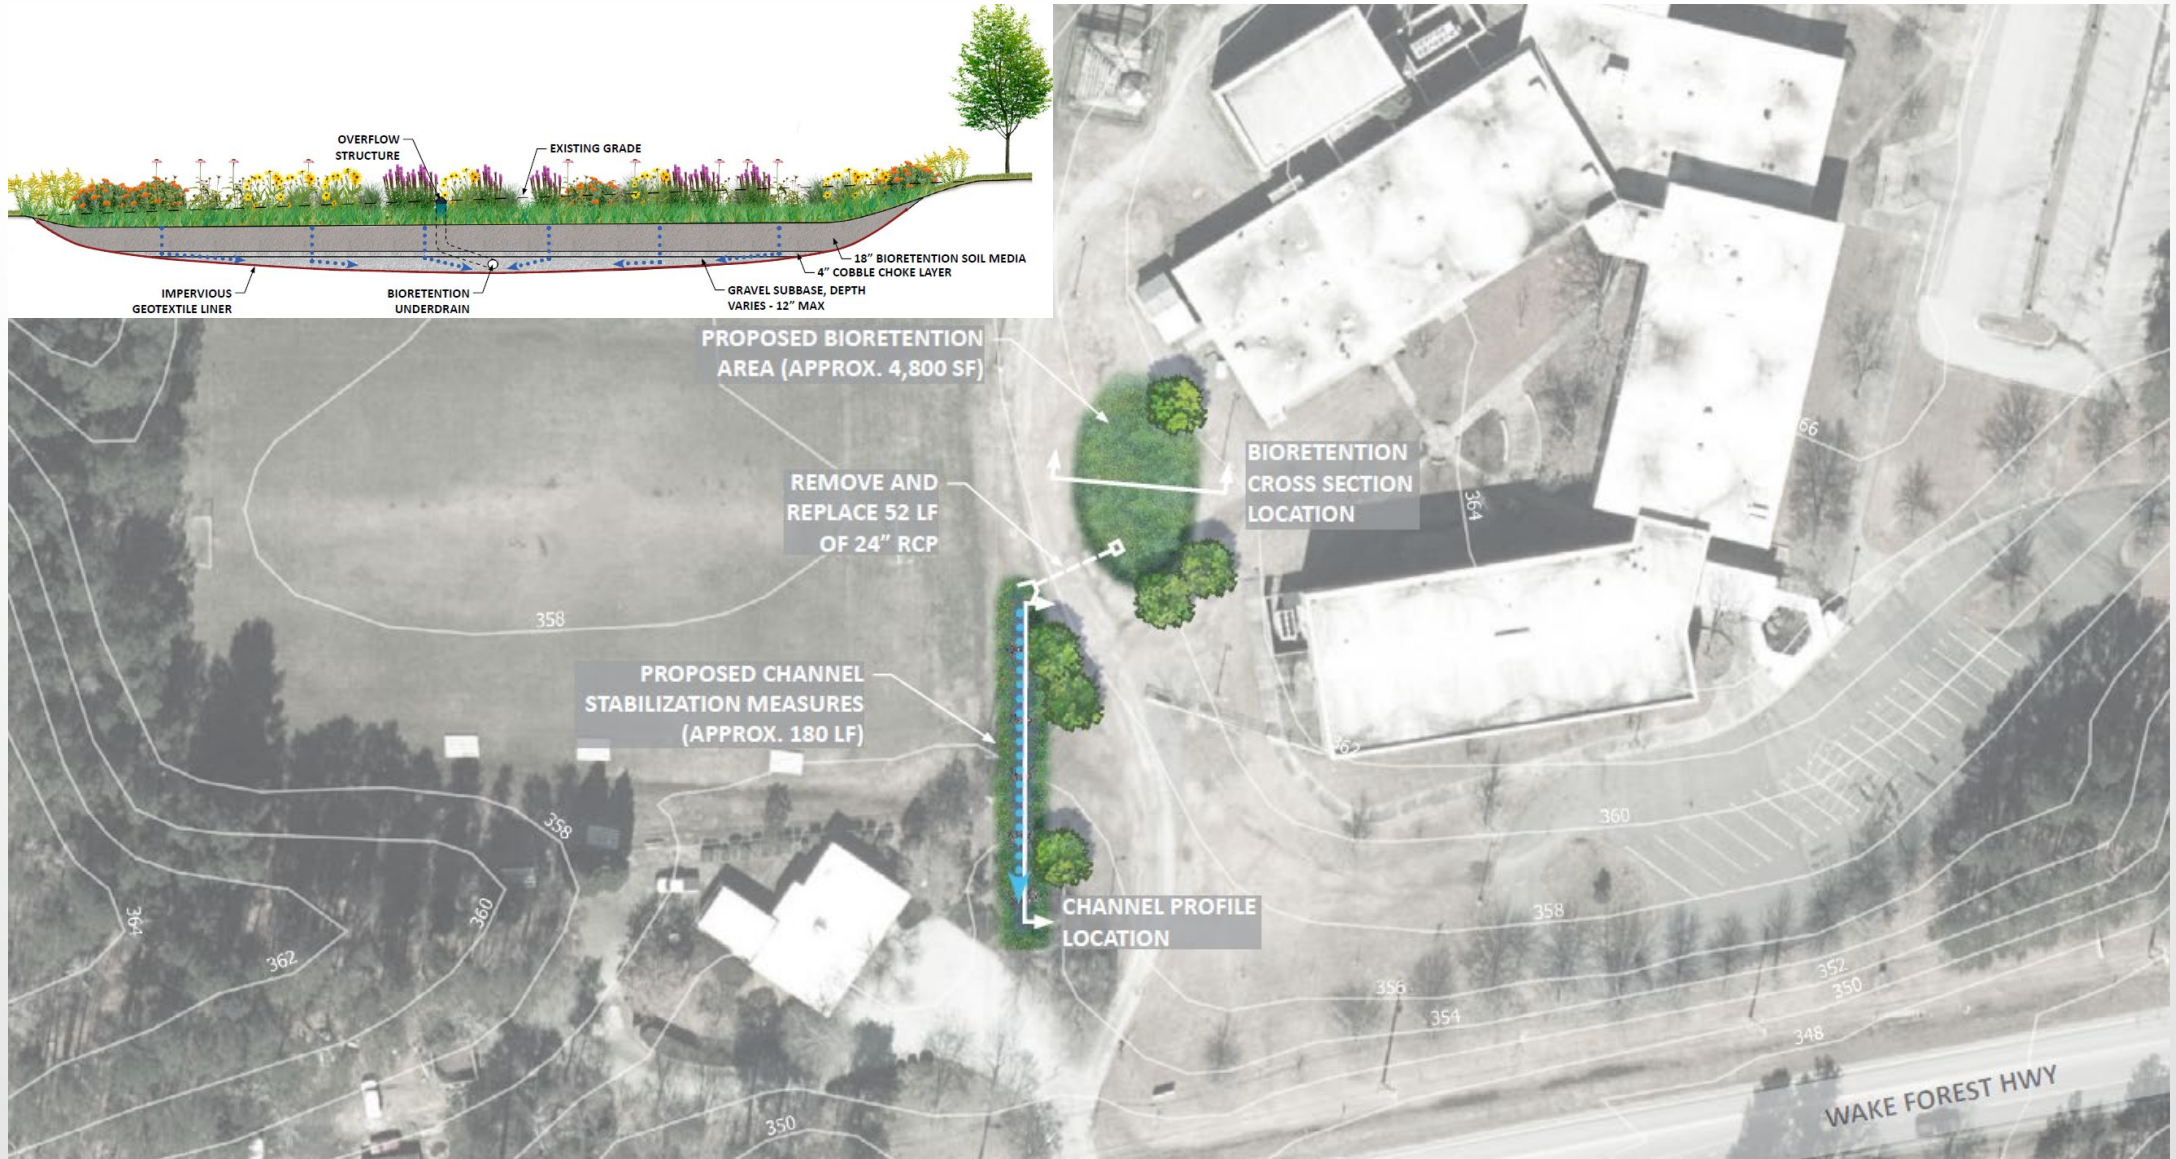 OVERFLOW
STRUCTURE
EXISTING GRADE
18” BIORETENTION SOIL MEDIA
4” COBBLE CHOKE LAYER
IMPERVIOUS
GEOTEXTILE LINER
BIORETENTION
UNDERDRAIN
GRAVEL SUBBASE, DEPTH
VARIES - 12” MAX
PROPOSED BIORETENTION
AREA (APPROX. 4,800 SF)
BIORETENTION
CROSS SECTION
LOCATION
REMOVE AND
REPLACE 52 LF
OF 24” RCP
PROPOSED CHANNEL
STABILIZATION MEASURES
(APPROX. 180 LF)
CHANNEL PROFILE
LOCATION
66
364
358
362
360
358
358
364
360
362
356
354
352
350
348
350
WAKE FOREST HWY